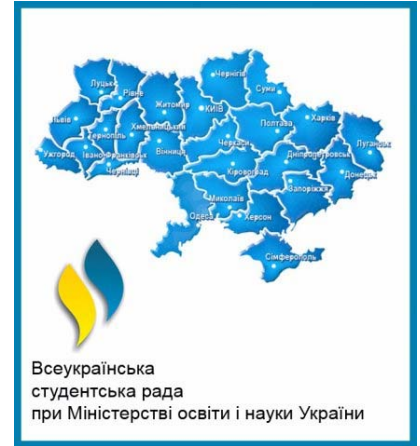 Чернігів
Луцьк
Рівне
Суми
Житомир
КИЇВ
Львів
Харків
Полтава
Тернопіль
Хмельницький
Черкаси
Луганськ
Ужгород
Івано-Франківськ
Вінниця
Дніпропетровськ
Чернівці
Кіровоград
Донецьк
Запоріжжя
Миколаїв
Одеса
Херсон
Сімферополь
Всеукраїнська
студентська рада
при Міністерстві освіти і науки України